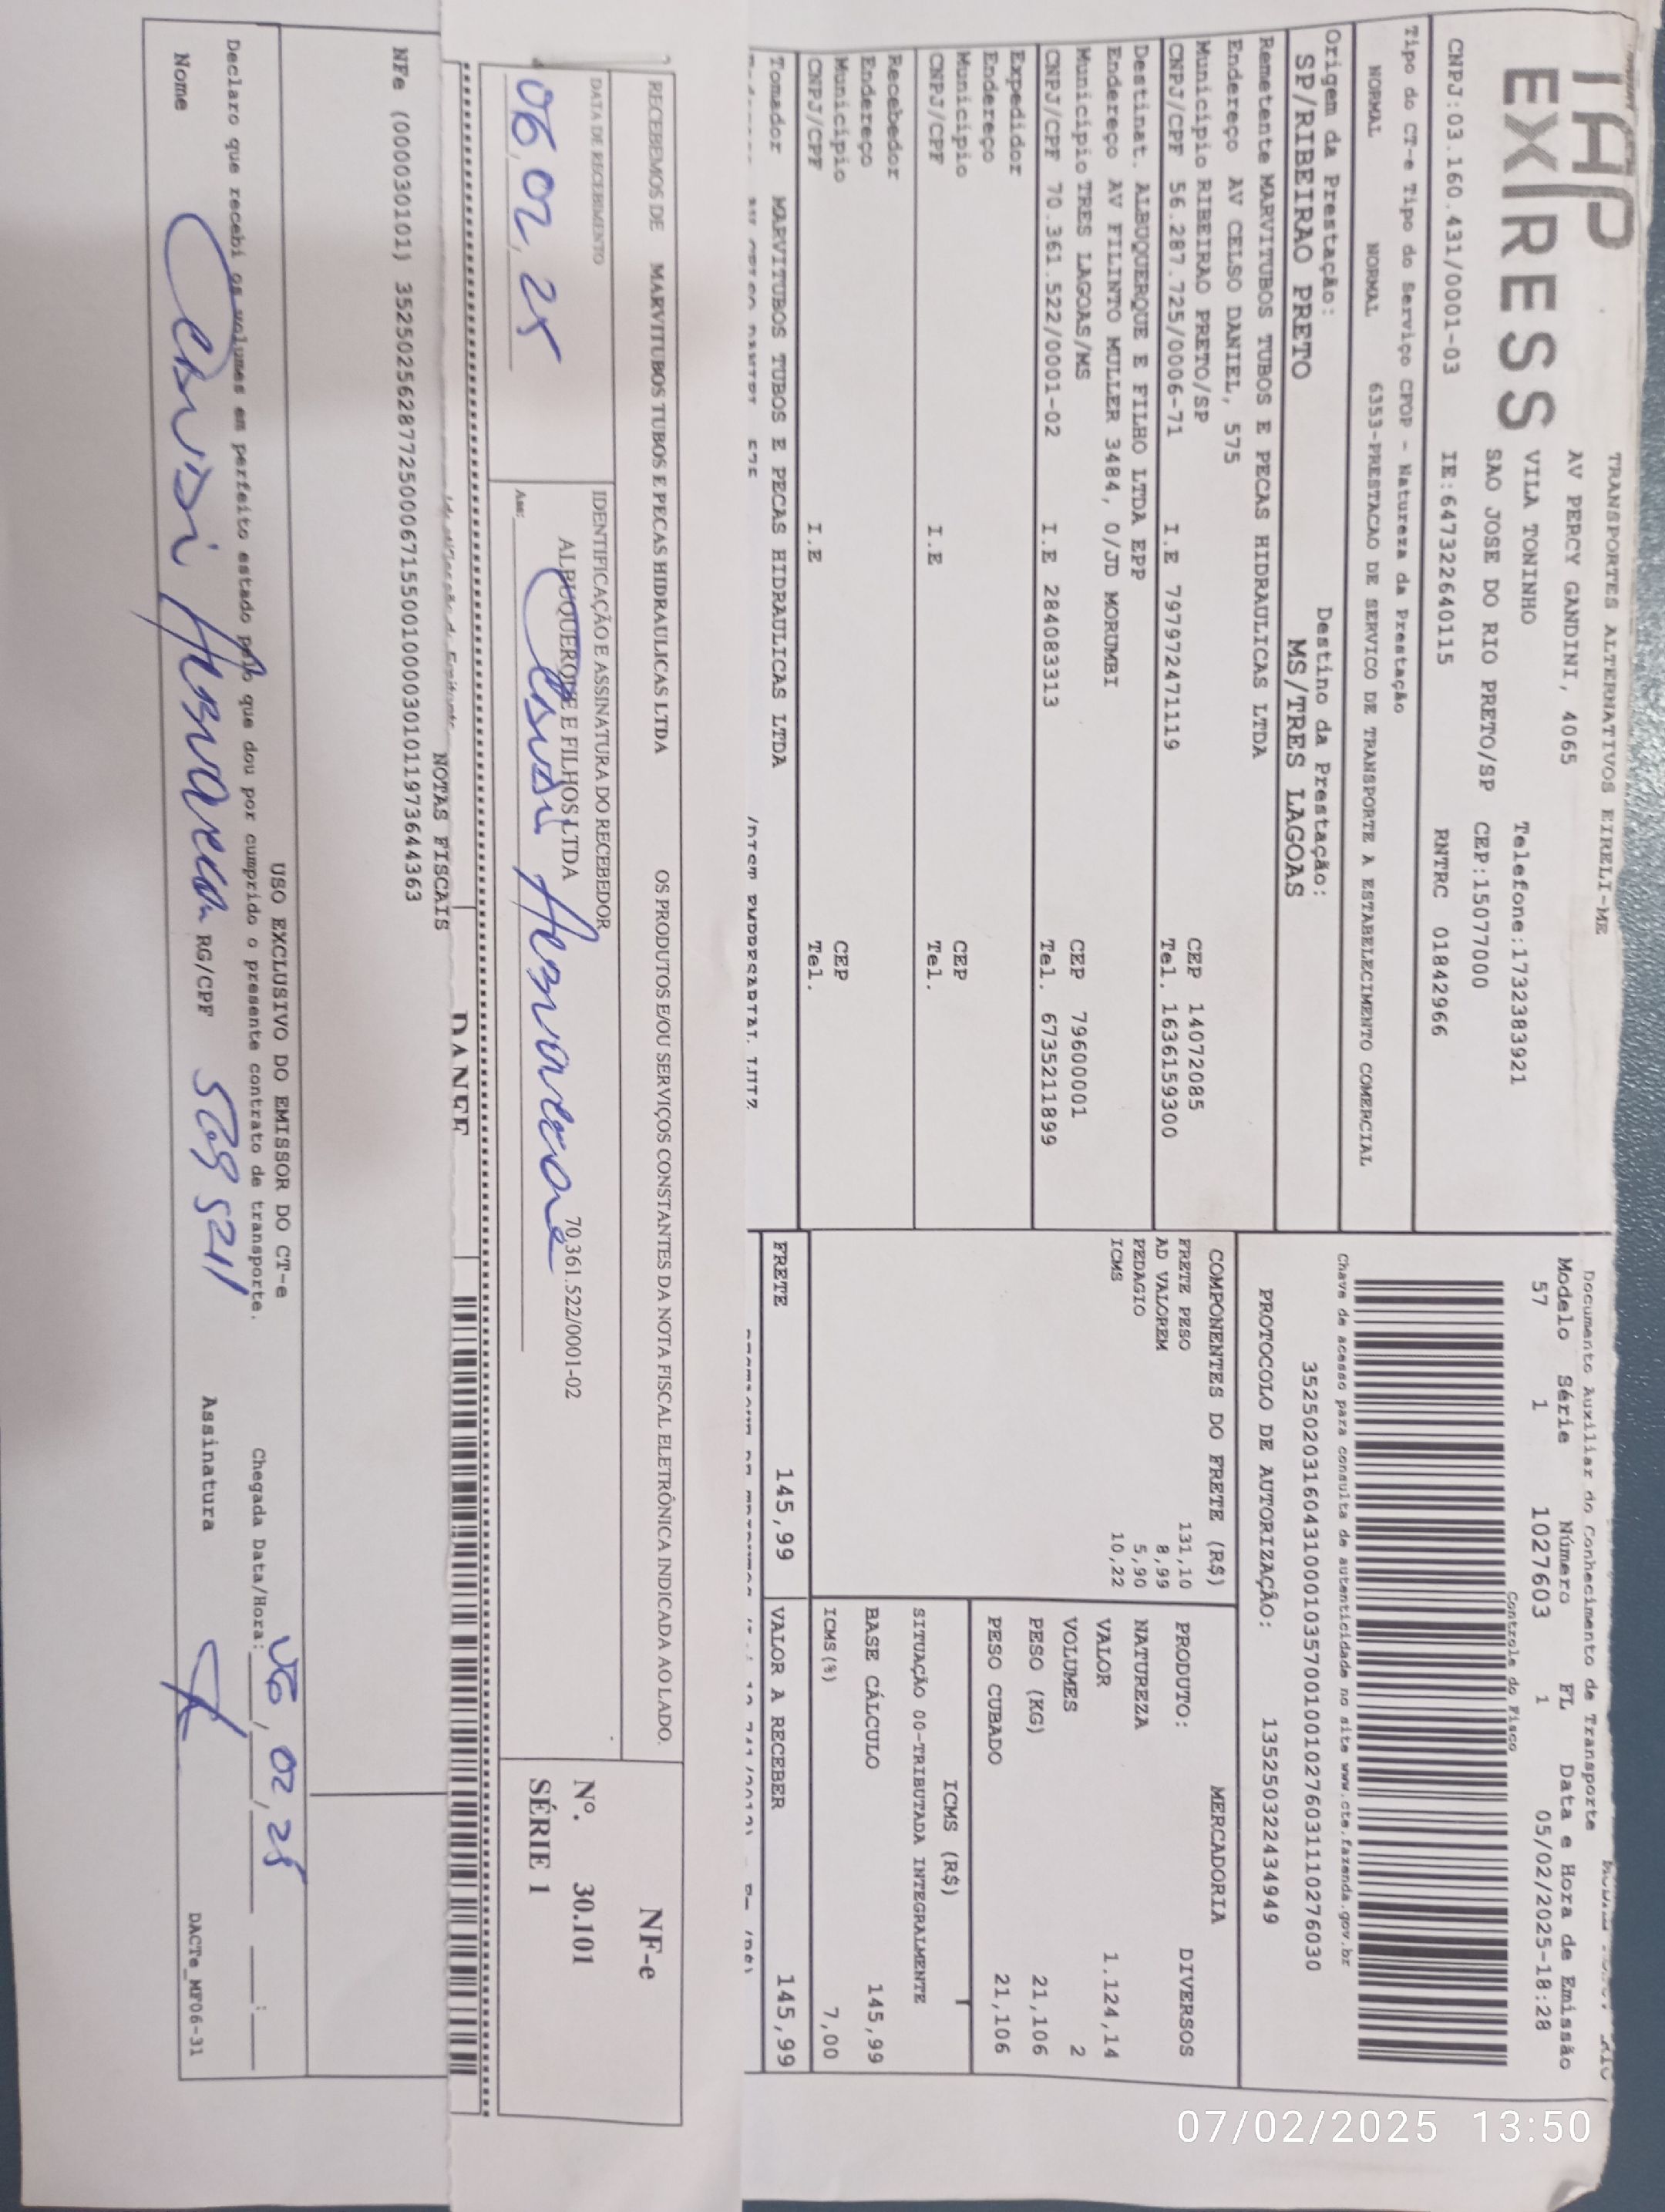 TAP
EXPRESS
TRANSPORTES ALTERNATIVOS EIRELI-ME
AV PERCY GANDINI, 4065
VILA TONINHO Telefone:1732383921
SAO JOSE DO RIO PRETO/SP CEP:15077000
CNPJ:03.160.431/0001-03 IE:647322640115 RNTRC 01842966
Documento Auxiliar do Conhecimento de Transporte
Modelo Série Número FL Data e Hora de Emissão
57 1 1027603 1 05/02/2025-18:28
Controle do Fisco
Tipo do CT-e Tipo do Serviço CFOP - Natureza da Prestação
NORMAL NORMAL 6353-PRESTACAO DE SERVICO DE TRANSPORTE A ESTABELECIMENTO COMERCIAL
Chave de acesso para consulta de autenticidade no site www.cte.fazenda.gov.br
35250203160431000103570010010276031110276030
Origem da Prestação: Destino da Prestação:
SP/RIBEIRAO PRETO MS/TRES LAGOAS
PROTOCOLO DE AUTORIZAÇÃO: 135250322434949
Remetente MARVITUBOS TUBOS E PECAS HIDRAULICAS LTDA
Endereço AV CELSO DANIEL, 575
Município RIBEIRAO PRETO/SP CEP 14072085
CNPJ/CPF 56.287.725/0006-71 I.E 797972471119 Tel. 1636159300
Destinat. ALBUQUERQUE E FILHO LTDA EPP
Endereço AV FILINTO MULLER 3484, 0/JD MORUMBI
Município TRES LAGOAS/MS CEP 79600001
CNPJ/CPF 70.361.522/0001-02 I.E 284083313 Tel. 6735211899
Expedidor
Endereço
Município CEP
CNPJ/CPF I.E Tel.
Recebedor
Endereço
Município CEP
CNPJ/CPF I.E Tel.
Tomador MARVITUBOS TUBOS E PECAS HIDRAULICAS LTDA
COMPONENTES DO FRETE (R$)
FRETE PESO 131,10
AD VALOREM 8,99
PEDAGIO 5,90
ICMS 10,22
MERCADORIA
PRODUTO: DIVERSOS
NATUREZA
VALOR 1.124,14
VOLUMES 2
PESO (KG) 21,106
PESO CUBADO 21,106
ICMS (R$)
SITUAÇÃO 00-TRIBUTADA INTEGRALMENTE
BASE CÁLCULO 145,99
ICMS(%) 7,00
FRETE 145,99 VALOR A RECEBER 145,99
RECEBEMOS DE MARVITUBOS TUBOS E PECAS HIDRAULICAS LTDA OS PRODUTOS E/OU SERVIÇOS CONSTANTES DA NOTA FISCAL ELETRÔNICA INDICADA AO LADO.
DATA DE RECEBIMENTO IDENTIFICAÇÃO E ASSINATURA DO RECEBEDOR
ALBUQUERQUE E FILHOS LTDA 70.361.522/0001-02
06,02,25
Ass:
NF-e
Nº. 30.101
SÉRIE 1
DANFE
NOTAS FISCAIS
NFe (000030101) 35250256287725000671550010000301011973644363
USO EXCLUSIVO DO EMISSOR DO CT-e
Declaro que recebi os volumes em perfeito estado pelo que dou por cumprido o presente contrato de transporte. Chegada Data/Hora: 06/02/25
Nome RG/CPF Assinatura
DACTe_MF06-31
07/02/2025 13:50